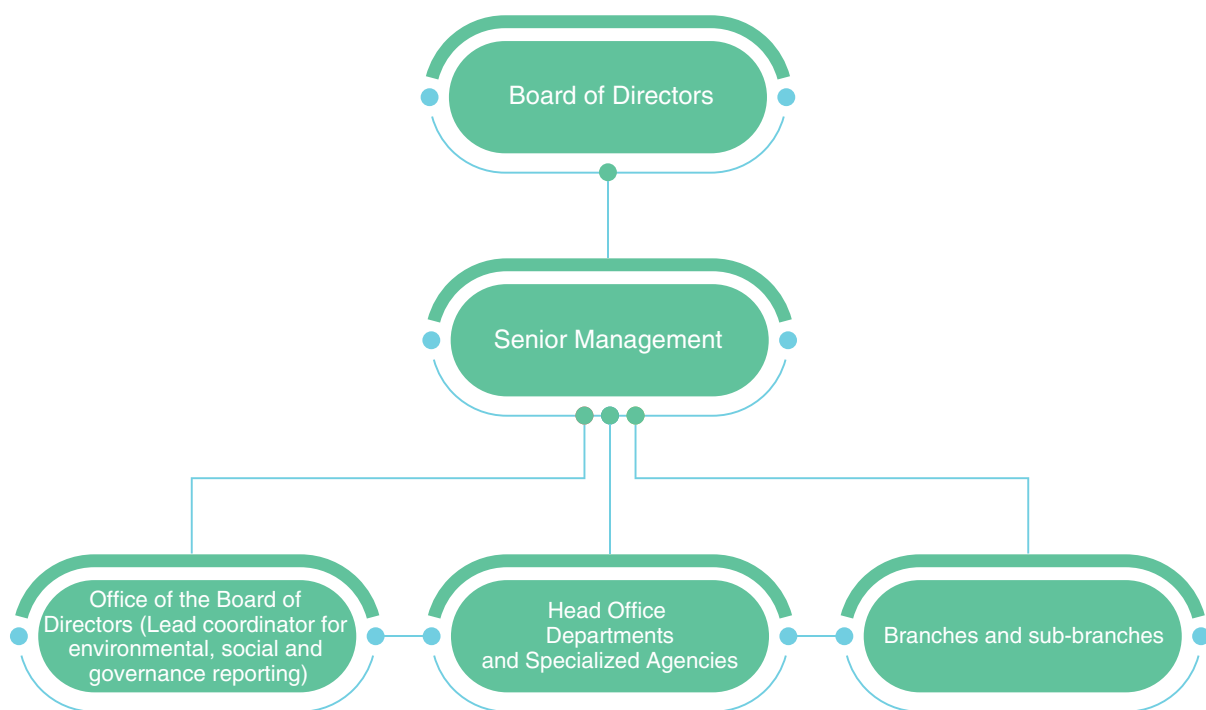 Board of Directors
Senior Management
Office of the Board of
Directors (Lead coordinator for
environmental, social and
governance reporting)
Head Office
Departments
and Specialized Agencies
Branches and sub-branches